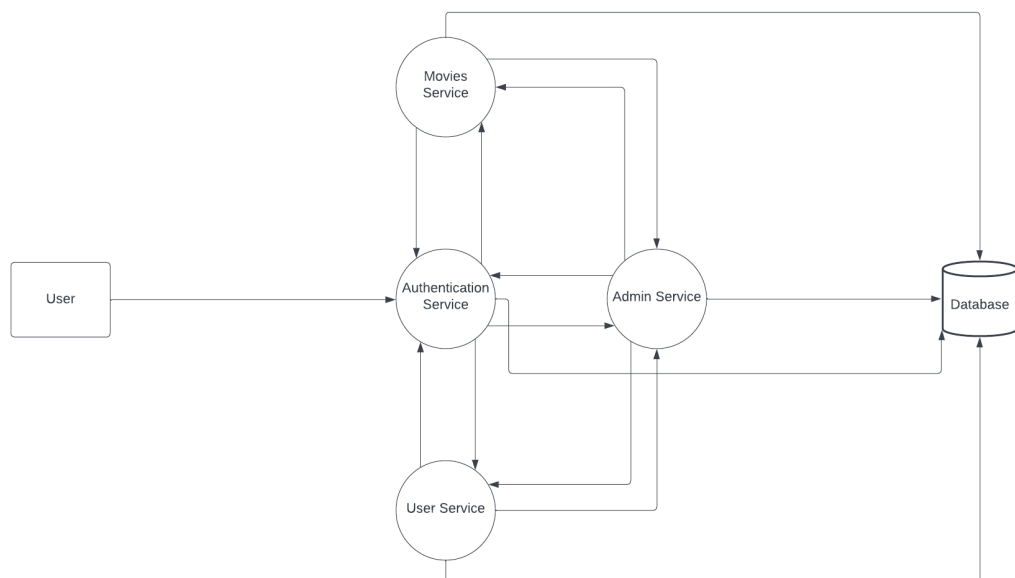 Movies
Service
User
Authentication
Service
Admin Service
Database
User Service